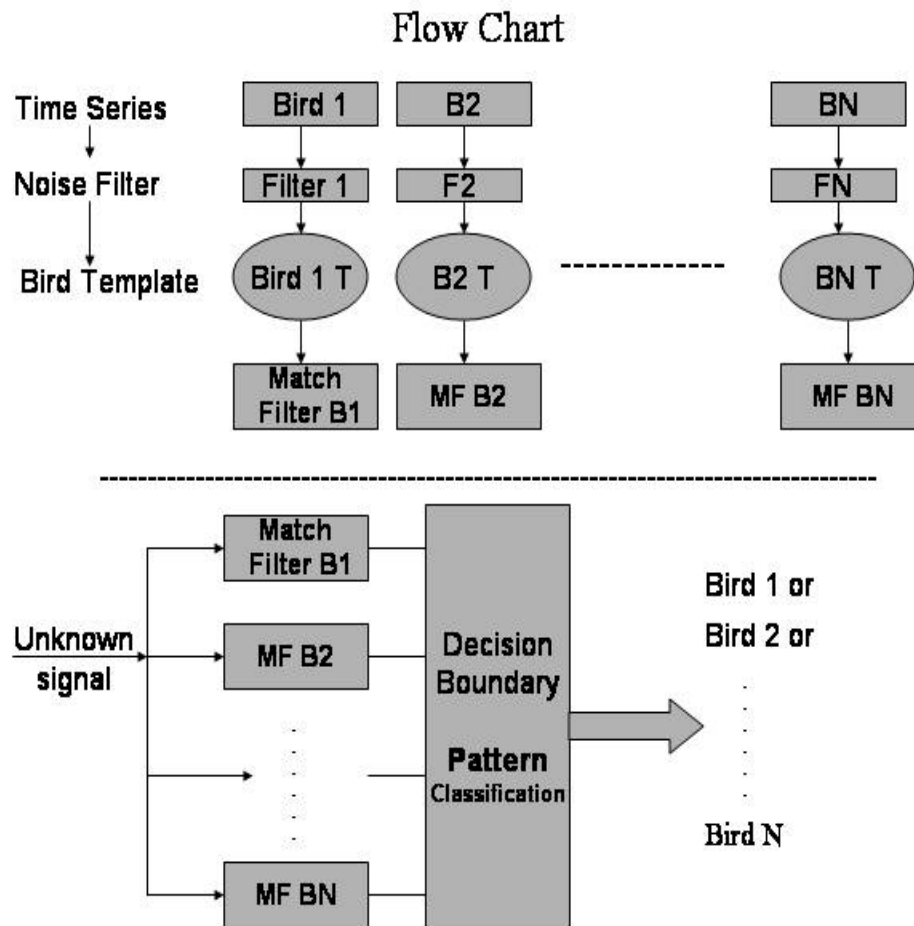 Flow Chart
Time Series
Bird 1
B2
BN
Noise Filter
Filter 1
F2
FN
Bird Template
Bird 1 T
B2 T
BN T
Match
Filter B1
MF B2
MF BN
Unknown
signal
Match
Filter B1
MF B2
MF BN
Decision
Boundary
Pattern
Classification
Bird 1 or
Bird 2 or
Bird N